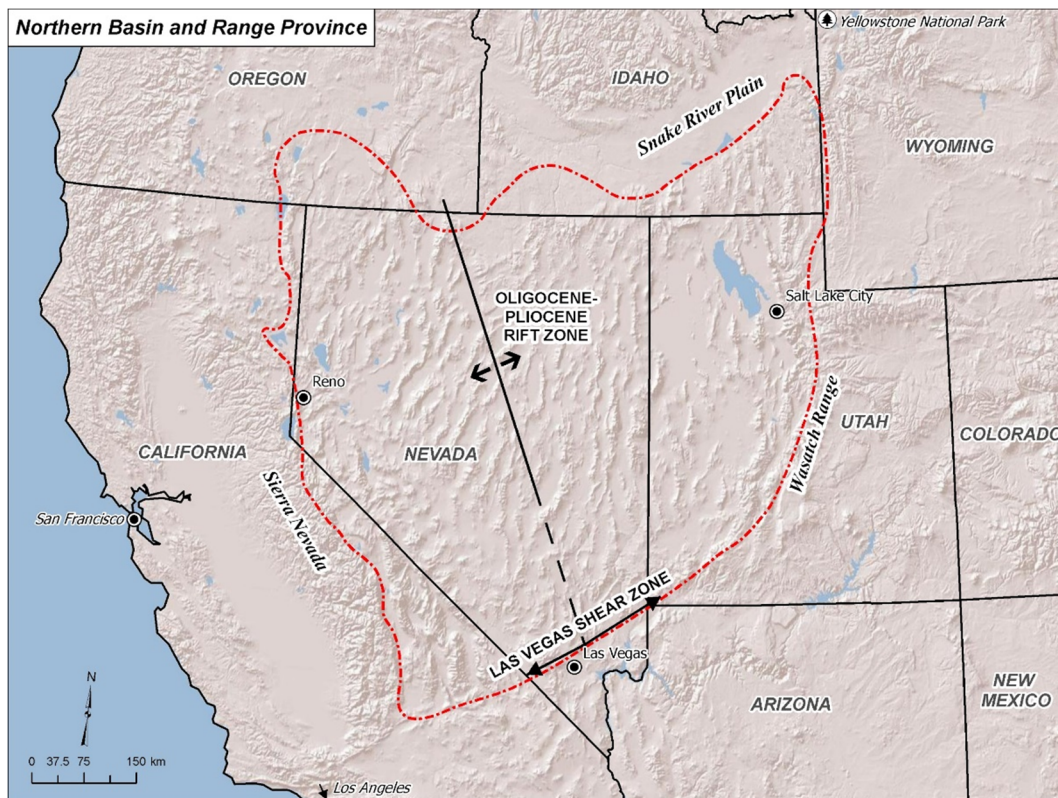 Northern Basin and Range Province
Yellowstone National Park
OREGON
IDAHO
Snake River Plain
WYOMING
OLIGOCENE-
PLIOCENE
RIFT ZONE
Salt Lake City
Reno
CALIFORNIA
NEVADA
UTAH
COLORADO
Wasatch Range
Sierra Nevada
San Francisco
LAS VEGAS SHEAR ZONE
Las Vegas
N
ARIZONA
NEW
MEXICO
0 37.5 75 150 km
Los Angeles